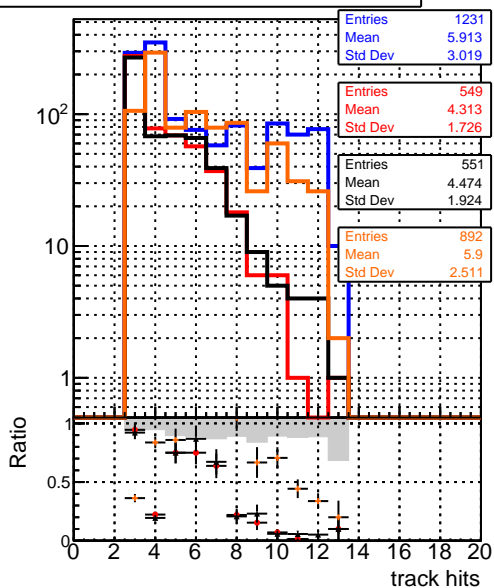 Entries 1231
Mean 5.913
Std Dev 3.019
Entries 549
Mean 4.313
Std Dev 1.726
Entries 551
Mean 4.474
Std Dev 1.924
Entries 892
Mean 5.9
Std Dev 2.511
10²
10
1
Ratio
1
0.5
0
0 2 4 6 8 10 12 14 16 18 20
track hits